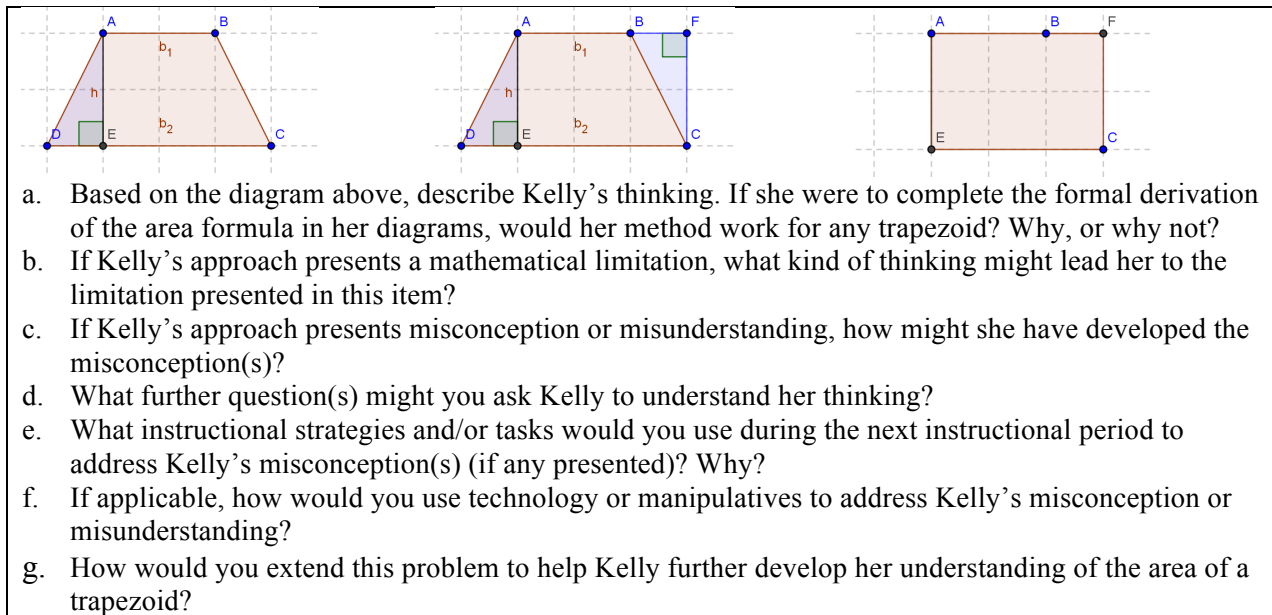 A B
b1
h
b2
D E C
A B F
b1
h
b2
D E C
A B F
E C
a. Based on the diagram above, describe Kelly's thinking. If she were to complete the formal derivation
of the area formula in her diagrams, would her method work for any trapezoid? Why, or why not?
b. If Kelly's approach presents a mathematical limitation, what kind of thinking might lead her to the
limitation presented in this item?
c. If Kelly's approach presents misconception or misunderstanding, how might she have developed the
misconception(s)?
d. What further question(s) might you ask Kelly to understand her thinking?
e. What instructional strategies and/or tasks would you use during the next instructional period to
address Kelly's misconception(s) (if any presented)? Why?
f. If applicable, how would you use technology or manipulatives to address Kelly's misconception or
misunderstanding?
g. How would you extend this problem to help Kelly further develop her understanding of the area of a
trapezoid?